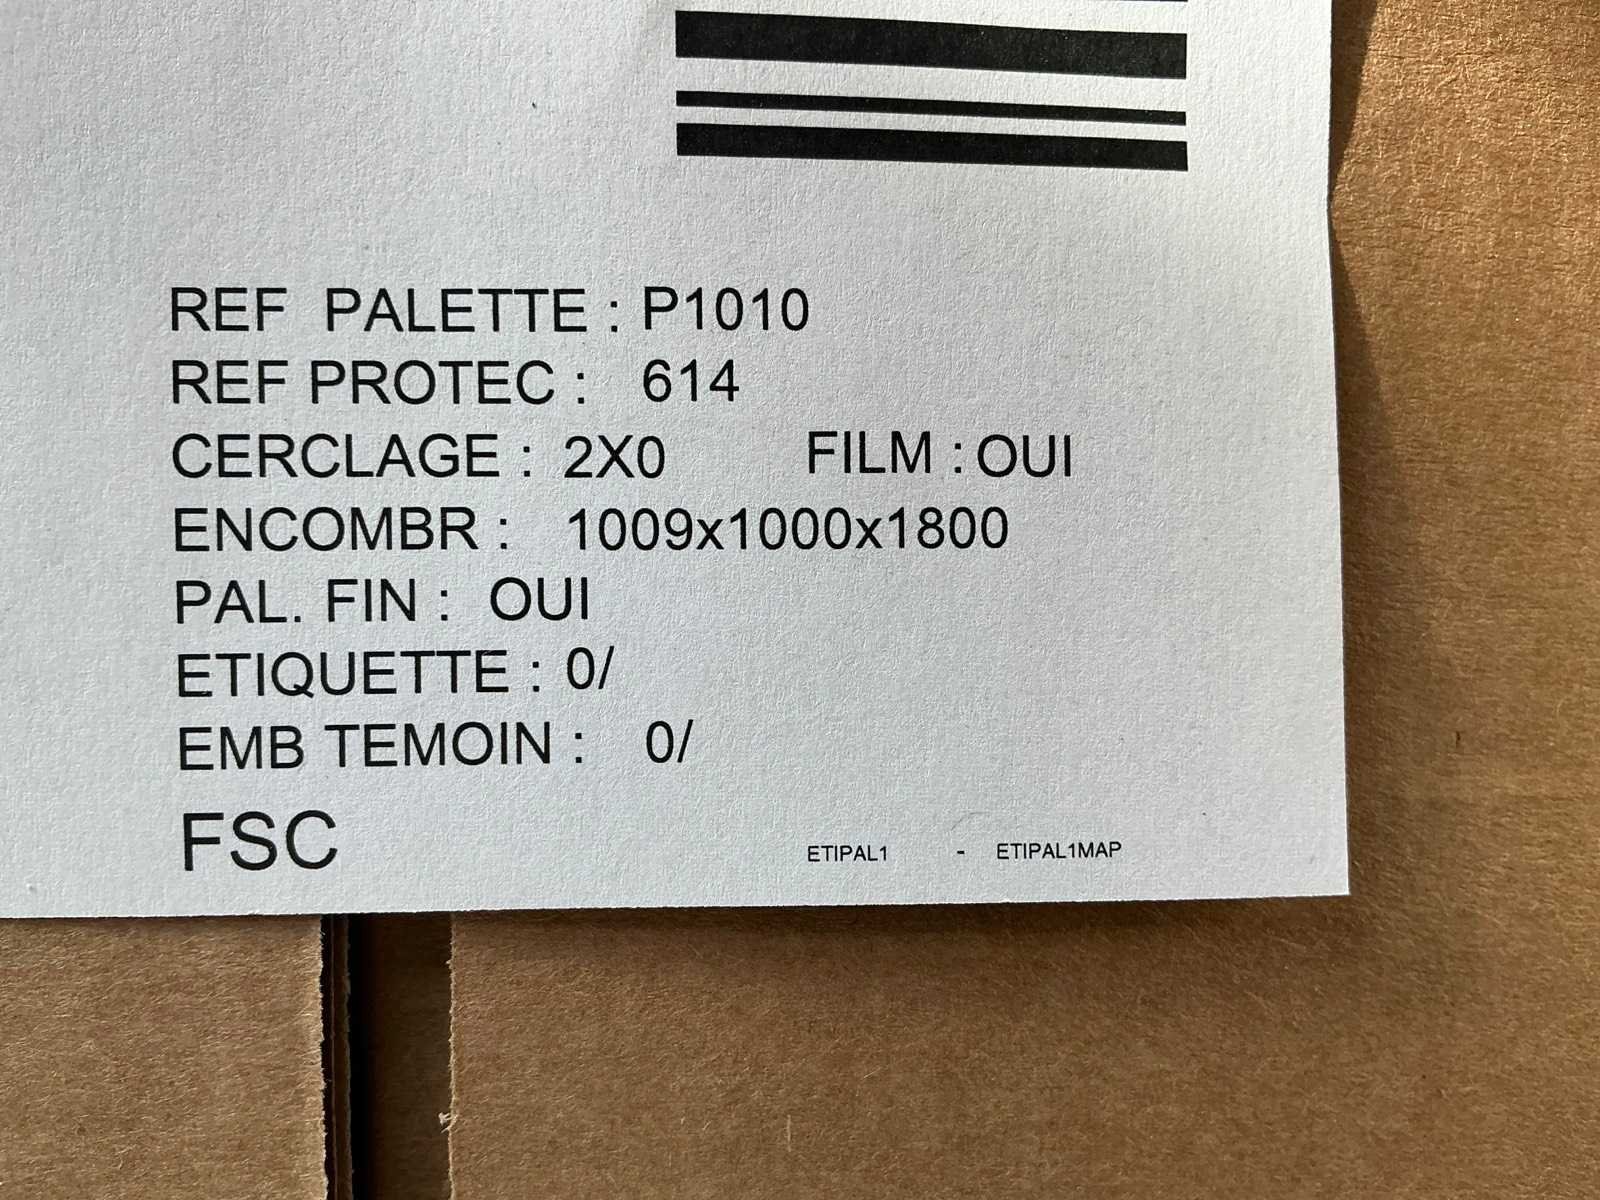 REF PALETTE : P1010
REF PROTEC : 614
CERCLAGE : 2X0 FILM : OUI
ENCOMBR : 1009x1000x1800
PAL. FIN : OUI
ETIQUETTE : 0/
EMB TEMOIN : 0/
FSC ETIPAL1 - ETIPAL1MAP